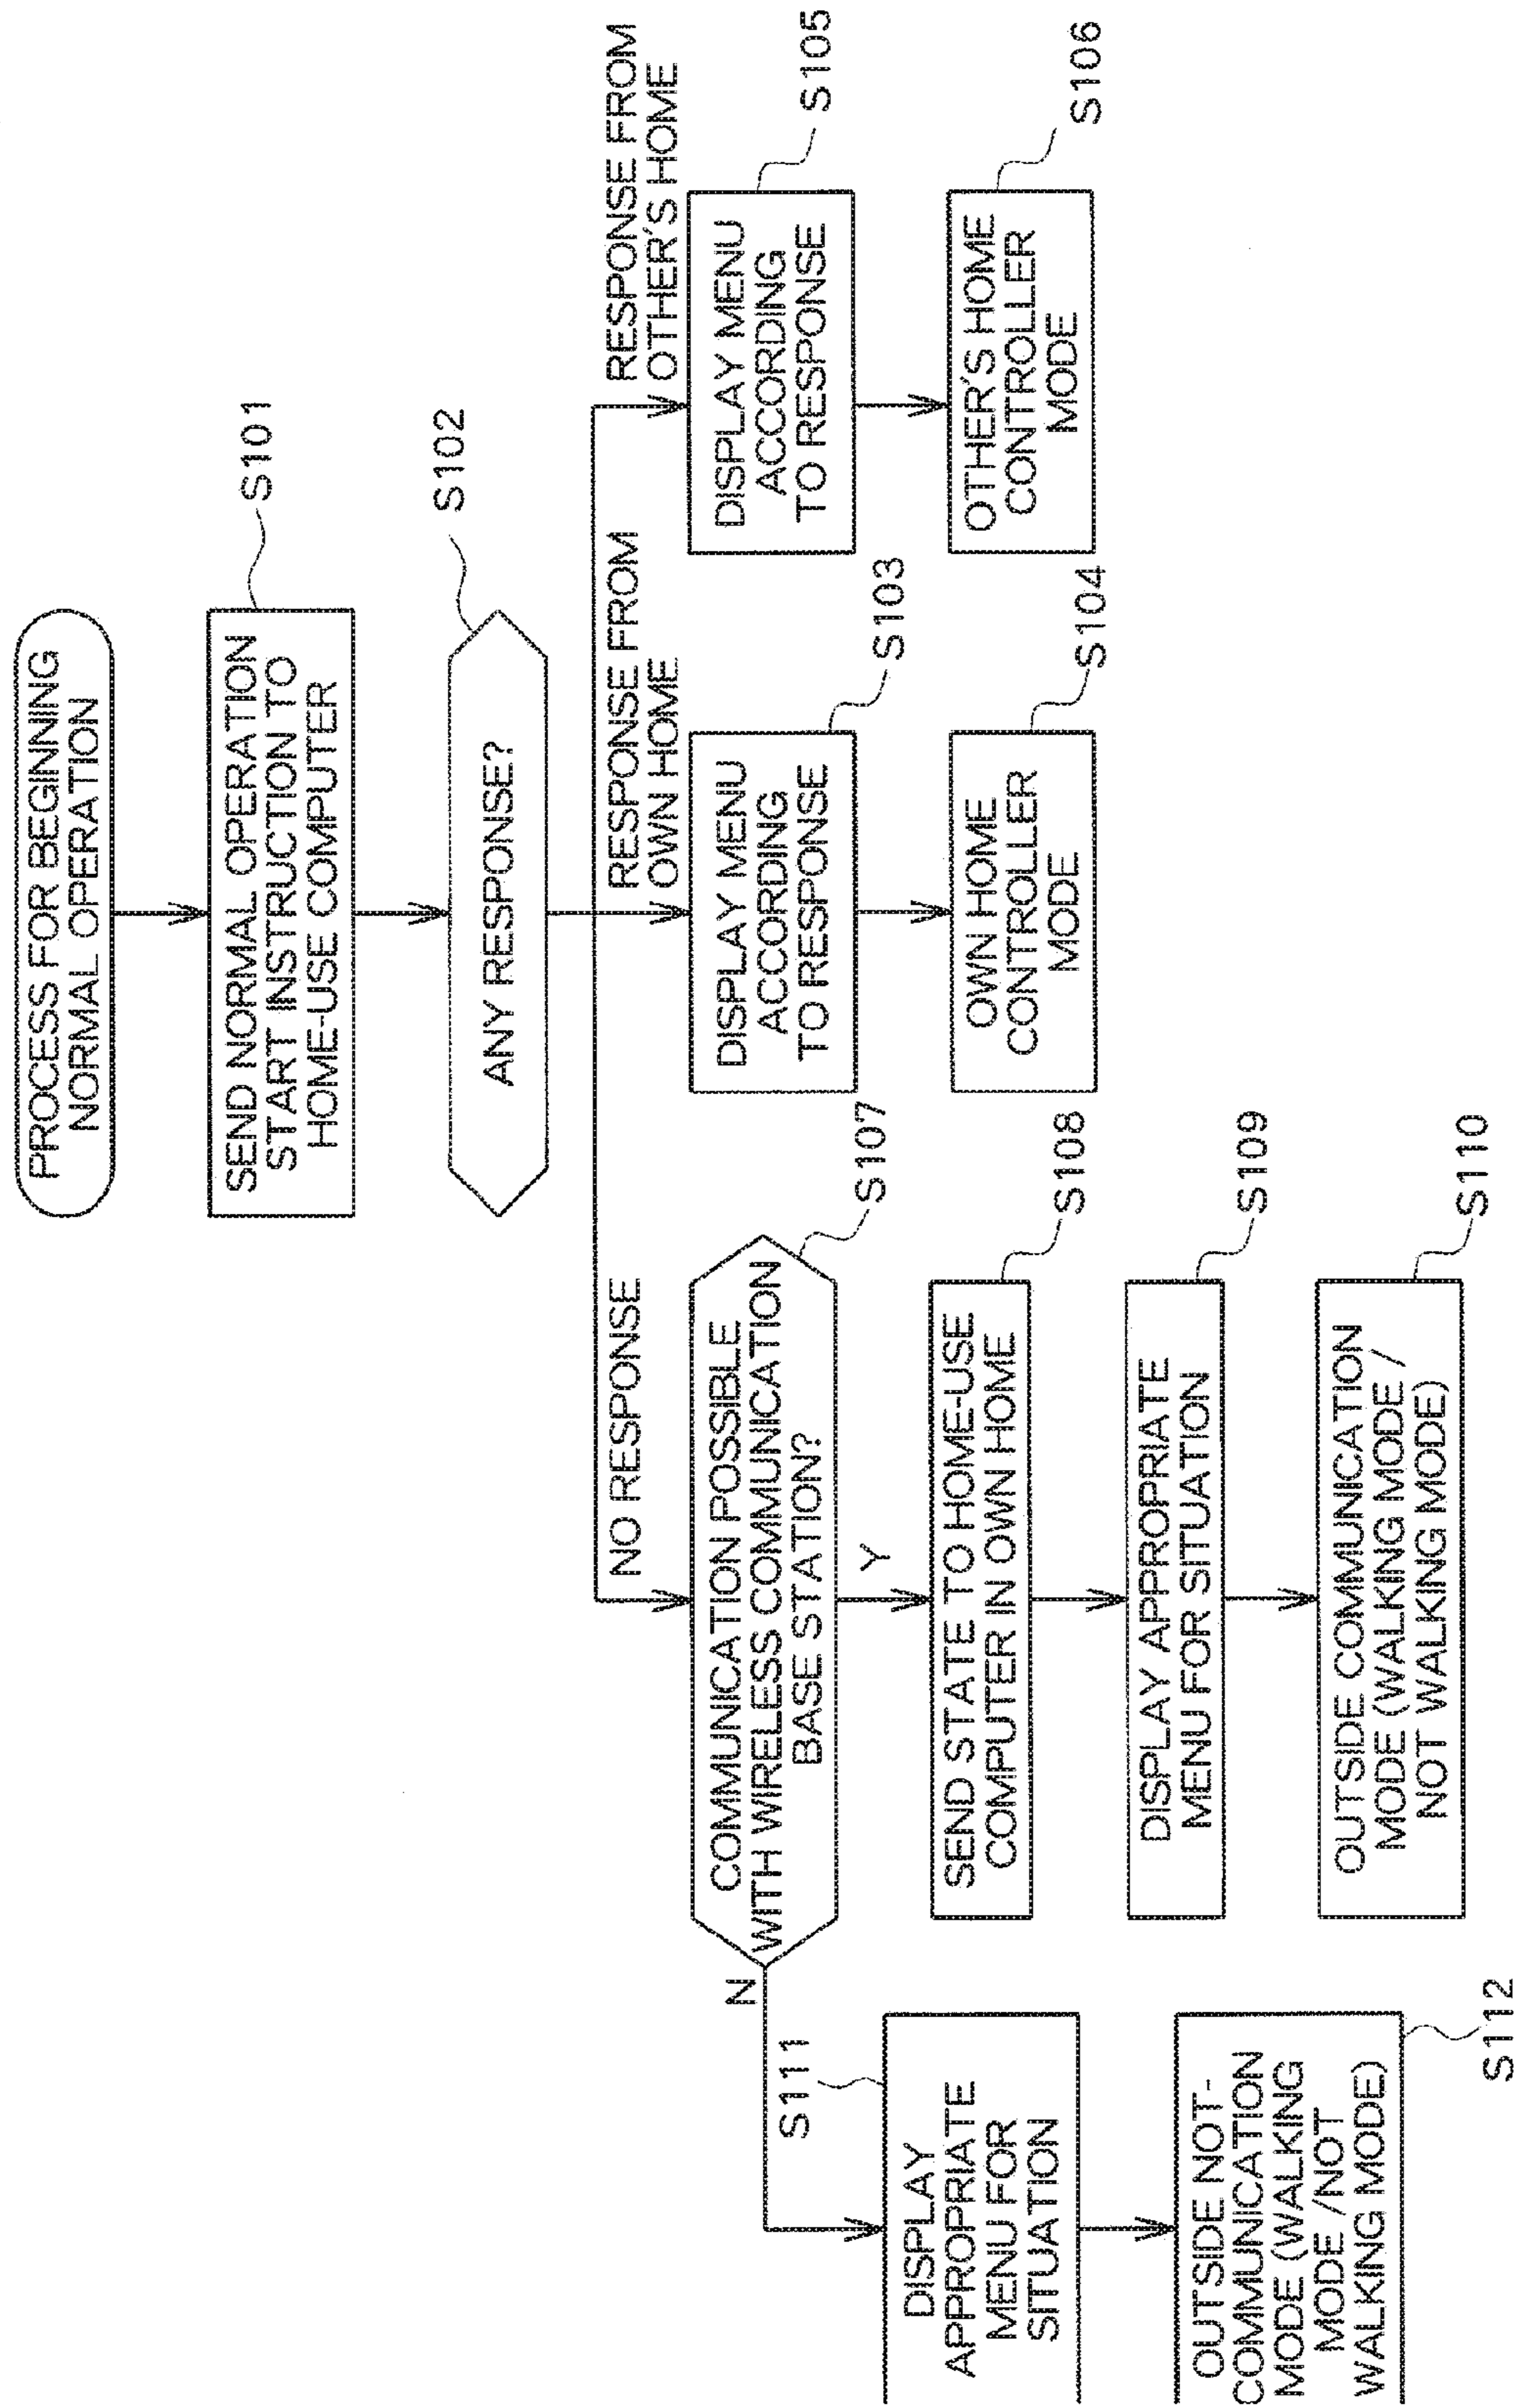 PROCESS FOR BEGINNING
NORMAL OPERATION
S101
SEND NORMAL OPERATION
START INSTRUCTION TO
HOME-USE COMPUTER
S102
ANY RESPONSE?
NO RESPONSE
RESPONSE FROM
OWN HOME
RESPONSE FROM
OTHER'S HOME
S107
COMMUNICATION POSSIBLE
WITH WIRELESS COMMUNICATION
BASE STATION?
N
Y
S103
DISPLAY MENU
ACCORDING
TO RESPONSE
S105
DISPLAY MENU
ACCORDING
TO RESPONSE
S111
DISPLAY
APPROPRIATE
MENU FOR
SITUATION
S108
SEND STATE TO HOME-USE
COMPUTER IN OWN HOME
S104
OWN HOME
CONTROLLER
MODE
S106
OTHER'S HOME
CONTROLLER
MODE
S109
DISPLAY APPROPRIATE
MENU FOR SITUATION
S112
OUTSIDE NOT-
COMMUNICATION
MODE (WALKING
MODE /NOT
WALKING MODE)
S110
OUTSIDE COMMUNICATION
MODE (WALKING MODE /
NOT WALKING MODE)